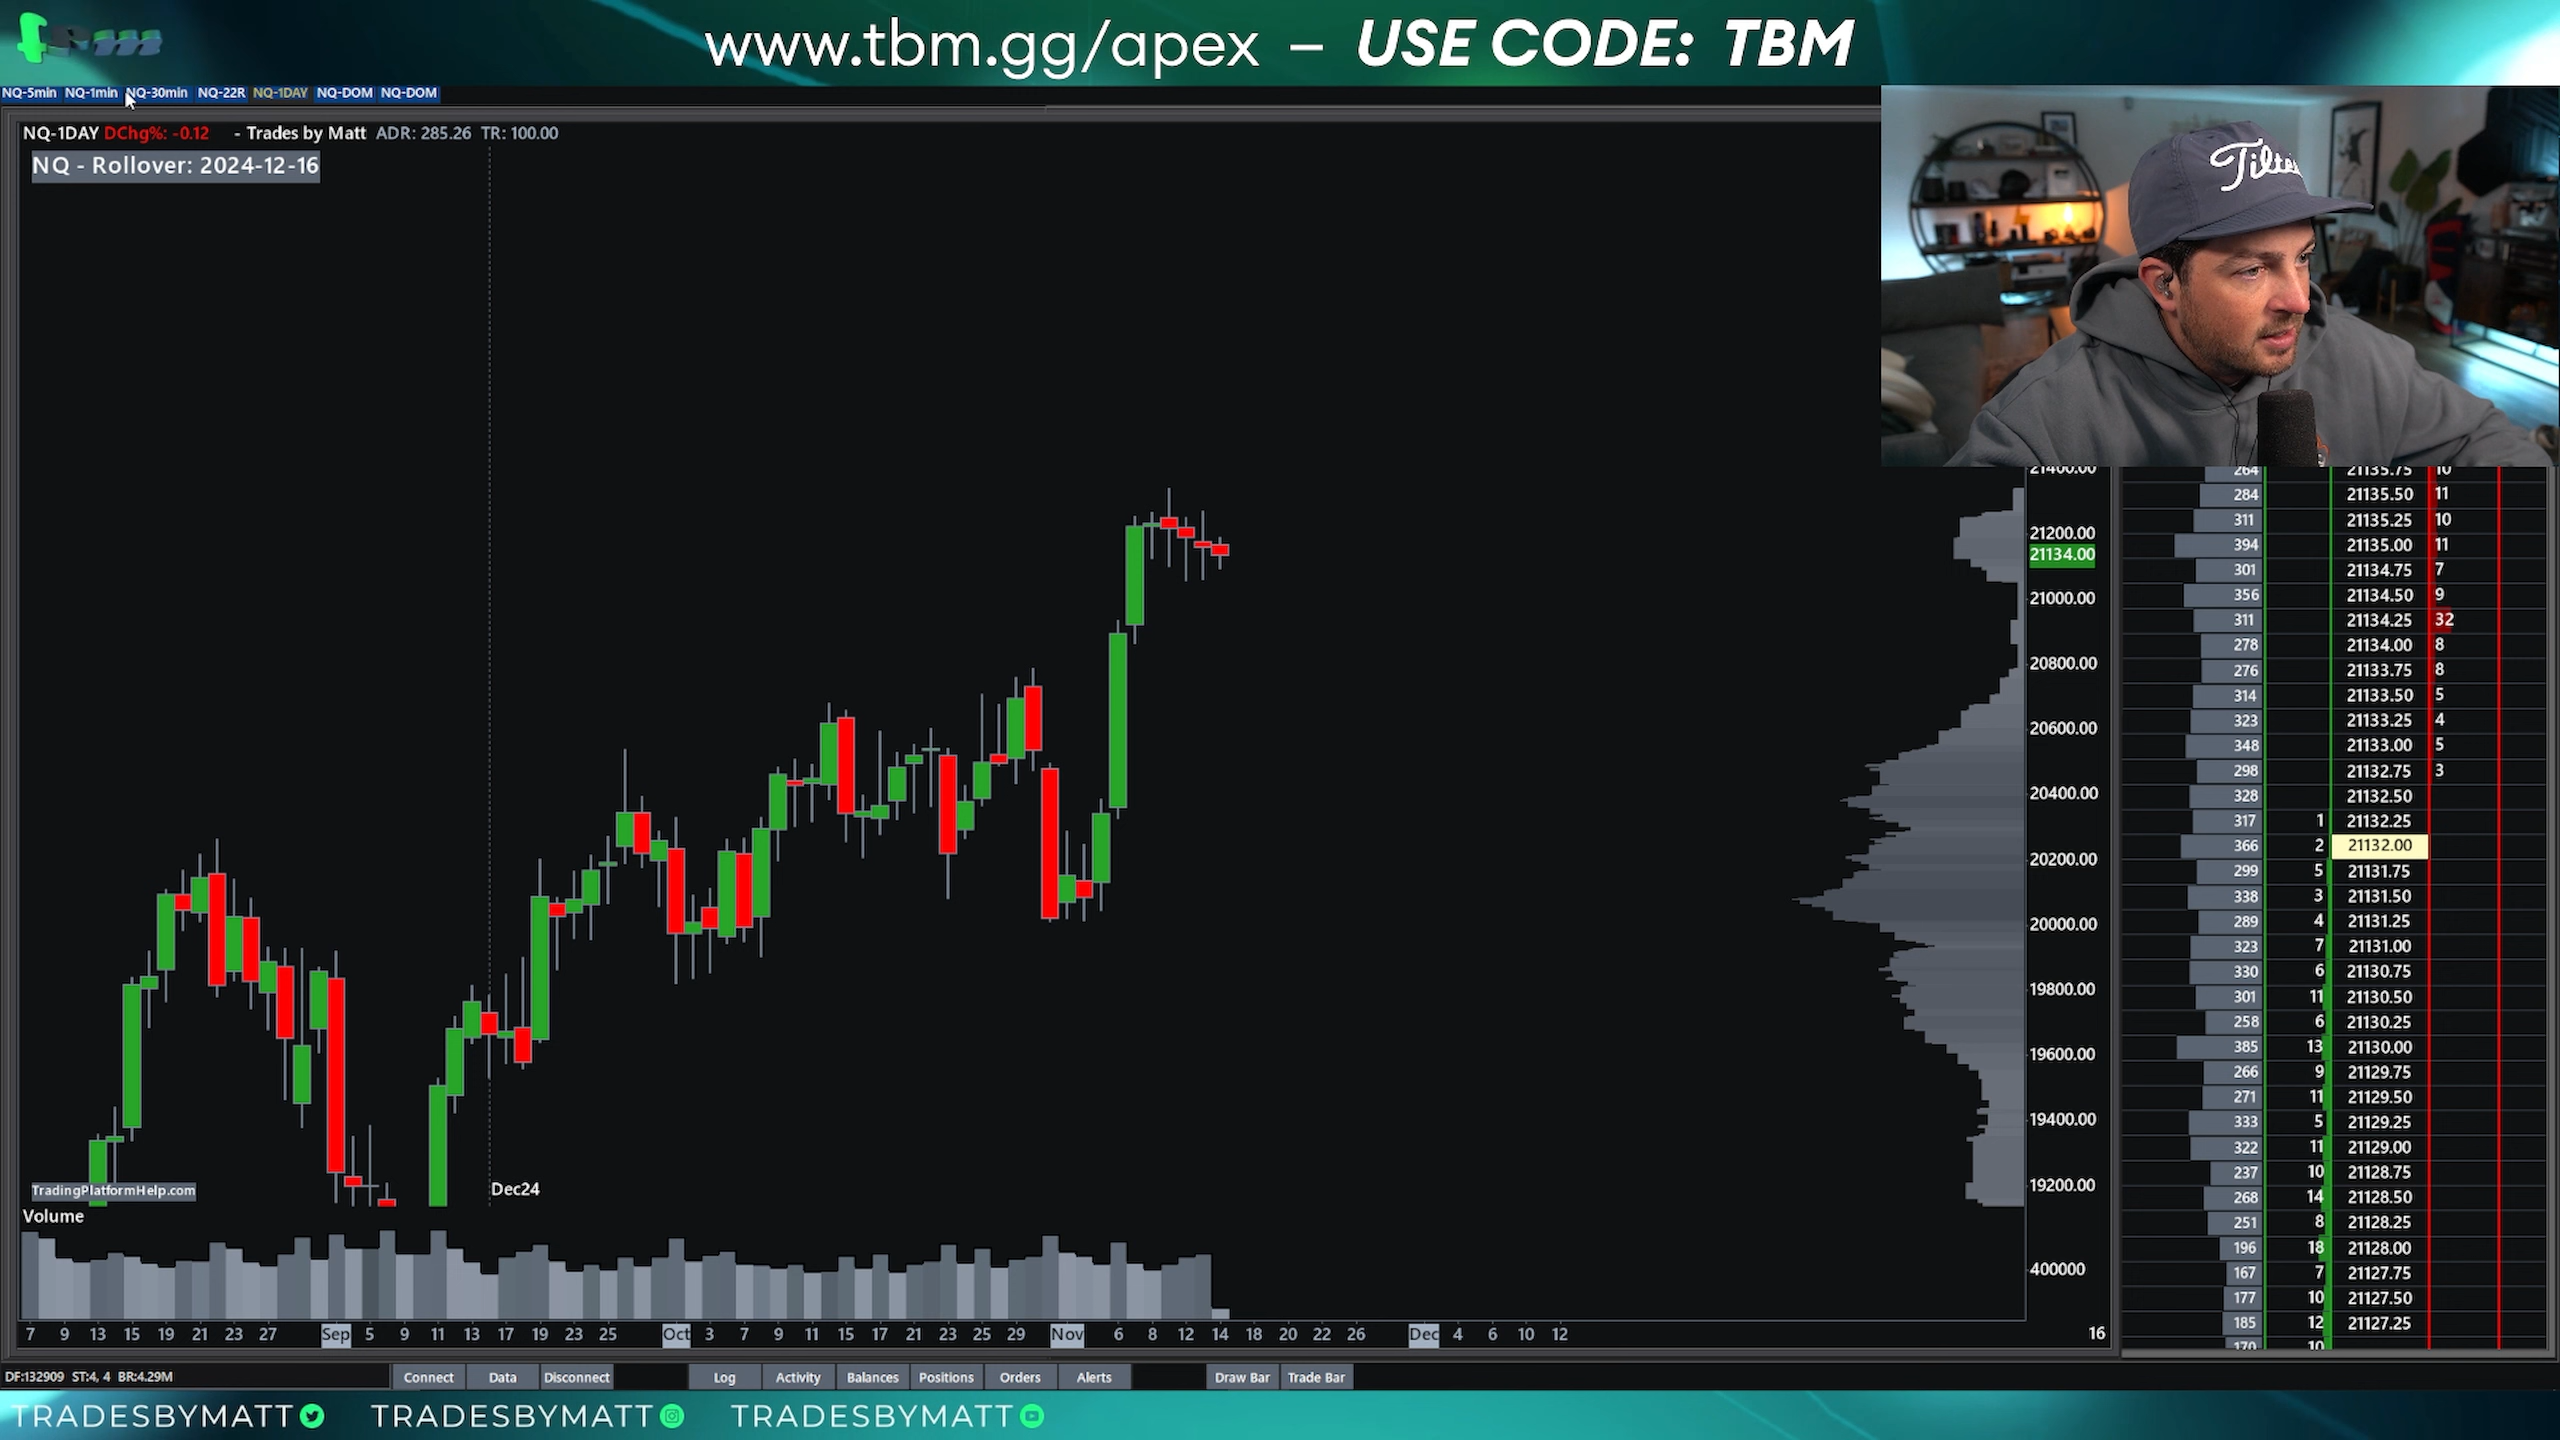 tbm
www.tbm.gg/apex – USE CODE: TBM
NQ-5min NQ-1min NQ-30min NQ-22R NQ-1DAY NQ-DOM NQ-DOM
NQ-1DAY DChg%: -0.12 - Trades by Matt ADR: 285.26 TR: 100.00
NQ - Rollover: 2024-12-16
21400.00
21200.00
21134.00
21000.00
20800.00
20600.00
20400.00
20200.00
20000.00
19800.00
19600.00
19400.00
19200.00
400000
264 21135.75 10
284 21135.50 11
311 21135.25 10
394 21135.00 11
301 21134.75 7
356 21134.50 9
311 21134.25 32
278 21134.00 8
276 21133.75 8
314 21133.50 5
323 21133.25 4
348 21133.00 5
298 21132.75 3
328 21132.50
317 1 21132.25
366 2 21132.00
299 5 21131.75
338 3 21131.50
289 4 21131.25
323 7 21131.00
330 6 21130.75
301 11 21130.50
258 6 21130.25
385 13 21130.00
266 9 21129.75
271 11 21129.50
333 5 21129.25
322 11 21129.00
237 10 21128.75
268 14 21128.50
251 8 21128.25
196 18 21128.00
167 7 21127.75
177 10 21127.50
185 12 21127.25
170 10
TradingPlatformHelp.com
Dec24
Volume
7 9 13 15 19 21 23 27 Sep 5 9 11 13 17 19 23 25 Oct 3 7 9 11 15 17 21 23 25 29 Nov 6 8 12 14 18 20 22 26 Dec 4 6 10 12 16
DF:132909 ST:4, 4 BR:4.29M
Connect Data Disconnect Log Activity Balances Positions Orders Alerts Draw Bar Trade Bar
TRADESBYMATT TRADESBYMATT TRADESBYMATT